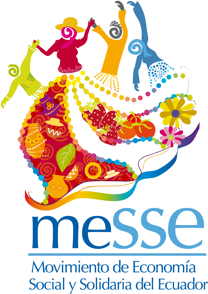 messe
Movimiento de Economía
Social y Solidaria del Ecuador